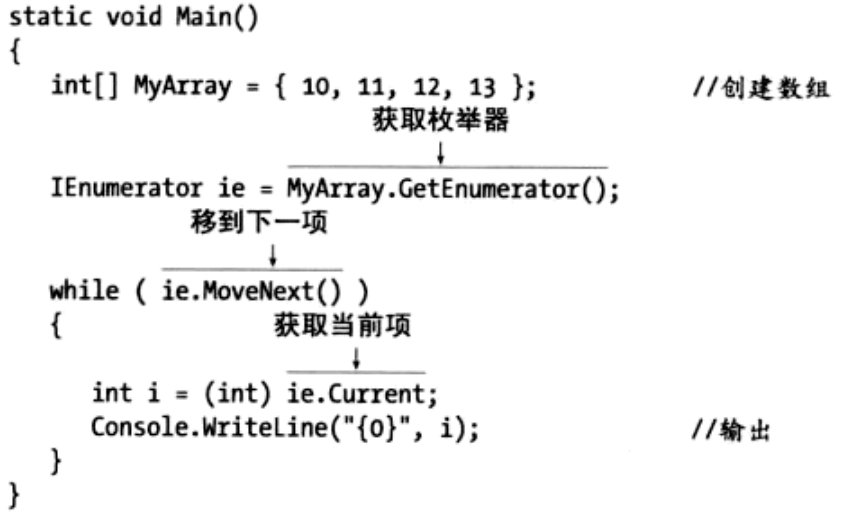 static void Main()
{
int[] MyArray = { 10, 11, 12, 13 }; //创建数组
获取枚举器
↓
IEnumerator ie = MyArray.GetEnumerator();
移到下一项
↓
while ( ie.MoveNext() )
{ 获取当前项
↓
int i = (int) ie.Current;
Console.WriteLine("{0}", i); //输出
}
}